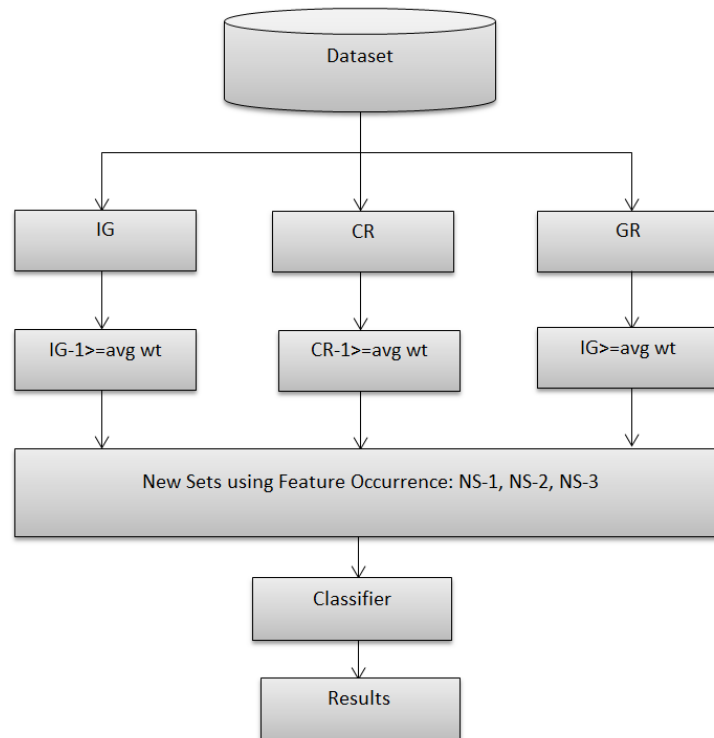 Dataset
IG
CR
GR
IG-1>=avg wt
CR-1>=avg wt
IG>=avg wt
New Sets using Feature Occurrence: NS-1, NS-2, NS-3
Classifier
Results